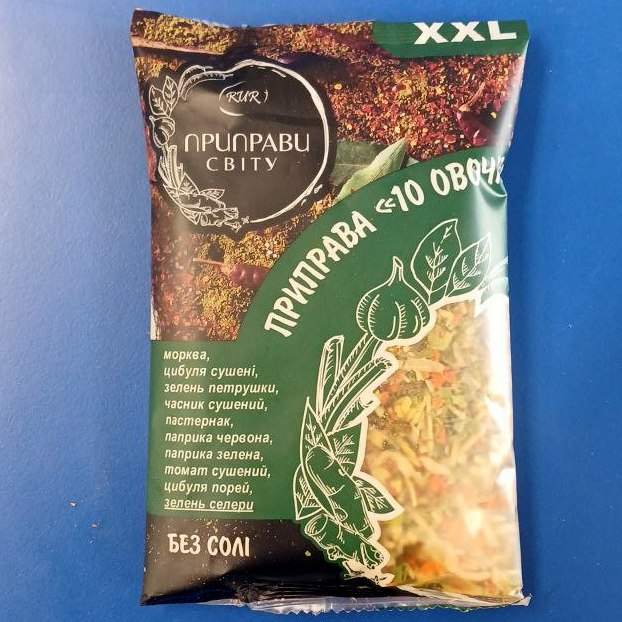 XXL
RUR
ПРИПРАВИ
СВІТУ
ПРИПРАВА «10 ОВОЧ
морква,
цибуля сушені,
зелень петрушки,
часник сушений,
пастернак,
паприка червона,
паприка зелена,
томат сушений,
цибуля порей,
зелень селери
БЕЗ СОЛІ